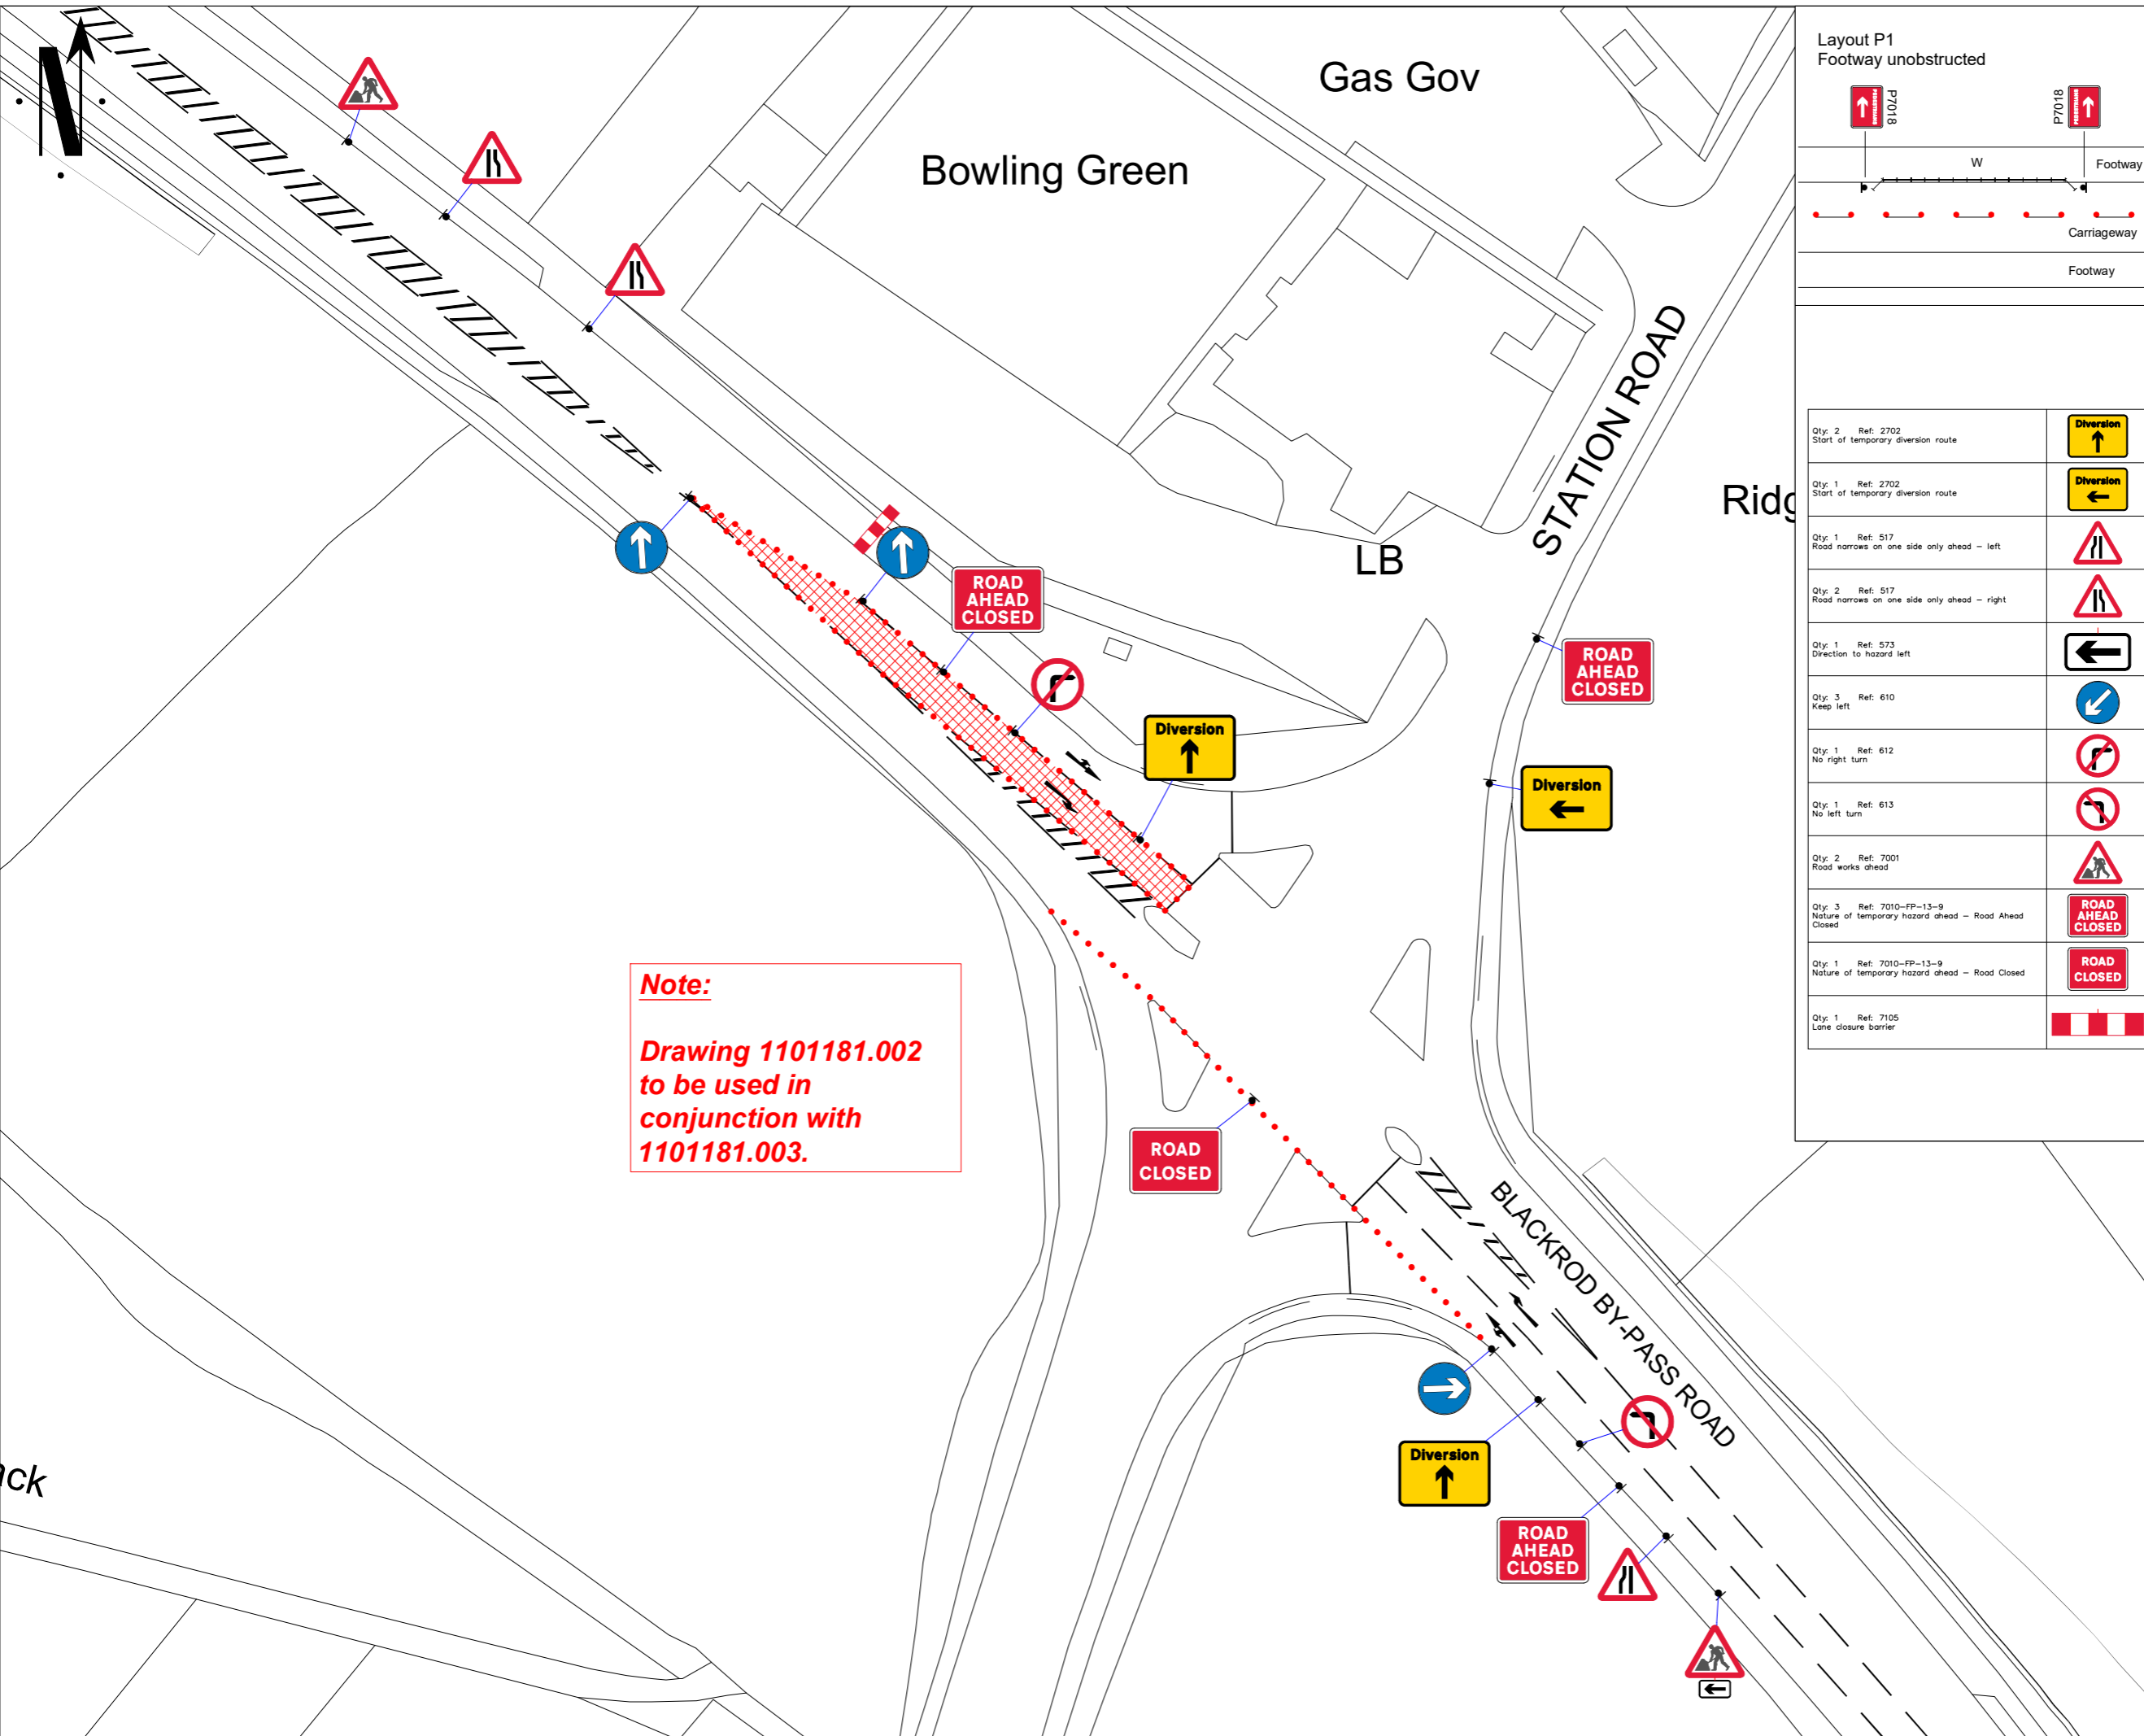 N
Gas Gov
Bowling Green
STATION ROAD
LB
ROAD
AHEAD
CLOSED
ROAD
AHEAD
CLOSED
Diversion
Diversion
Note:
Drawing 1101181.002
to be used in
conjunction with
1101181.003.
ROAD
CLOSED
BLACKROD BY-PASS ROAD
Diversion
ROAD
AHEAD
CLOSED
ack
Ridg
Layout P1
Footway unobstructed
PEDESTRIANS
P7018
P7018
PEDESTRIANS
W
Footway
Carriageway
Footway
Qty: 2 Ref: 2702
Start of temporary diversion route
Diversion
Qty: 1 Ref: 2702
Start of temporary diversion route
Diversion
Qty: 1 Ref: 517
Road narrows on one side only ahead – left
Qty: 2 Ref: 517
Road narrows on one side only ahead – right
Qty: 1 Ref: 573
Direction to hazard left
Qty: 3 Ref: 610
Keep left
Qty: 1 Ref: 612
No right turn
Qty: 1 Ref: 613
No left turn
Qty: 2 Ref: 7001
Road works ahead
Qty: 3 Ref: 7010-FP-13-9
Nature of temporary hazard ahead – Road Ahead
Closed
ROAD
AHEAD
CLOSED
Qty: 1 Ref: 7010-FP-13-9
Nature of temporary hazard ahead – Road Closed
ROAD
CLOSED
Qty: 1 Ref: 7105
Lane closure barrier